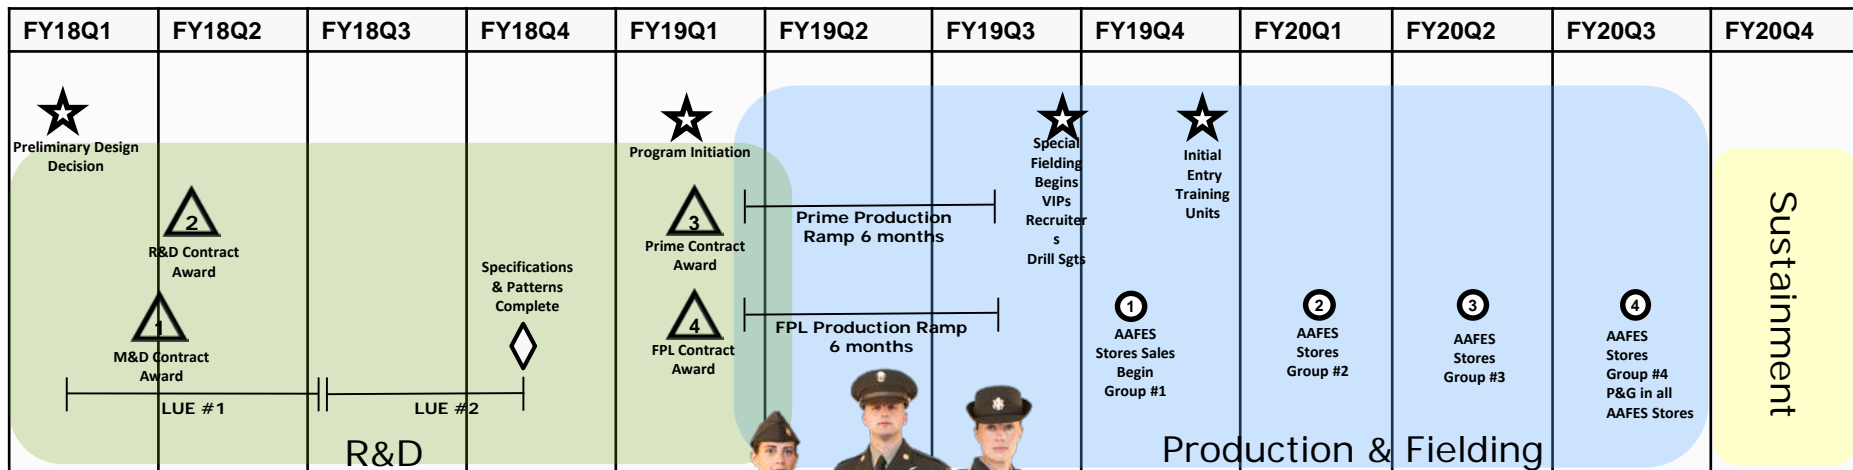 FY18Q1 FY18Q2 FY18Q3 FY18Q4 FY19Q1 FY19Q2 FY19Q3 FY19Q4 FY20Q1 FY20Q2 FY20Q3 FY20Q4
Preliminary Design
Decision
Program Initiation
Special
Fielding
Begins
VIPs
Recruiter
s
Drill Sgts
Initial
Entry
Training
Units
2
R&D Contract
Award
3
Prime Contract
Award
Prime Production
Ramp 6 months
1
M&D Contract
Award
Specifications
& Patterns
Complete
4
FPL Contract
Award
FPL Production Ramp
6 months
1
AAFES
Stores Sales
Begin
Group #1
2
AAFES
Stores
Group #2
3
AAFES
Stores
Group #3
4
AAFES
Stores
Group #4
P&G in all
AAFES Stores
LUE #1
LUE #2
R&D
Production & Fielding
Sustainment